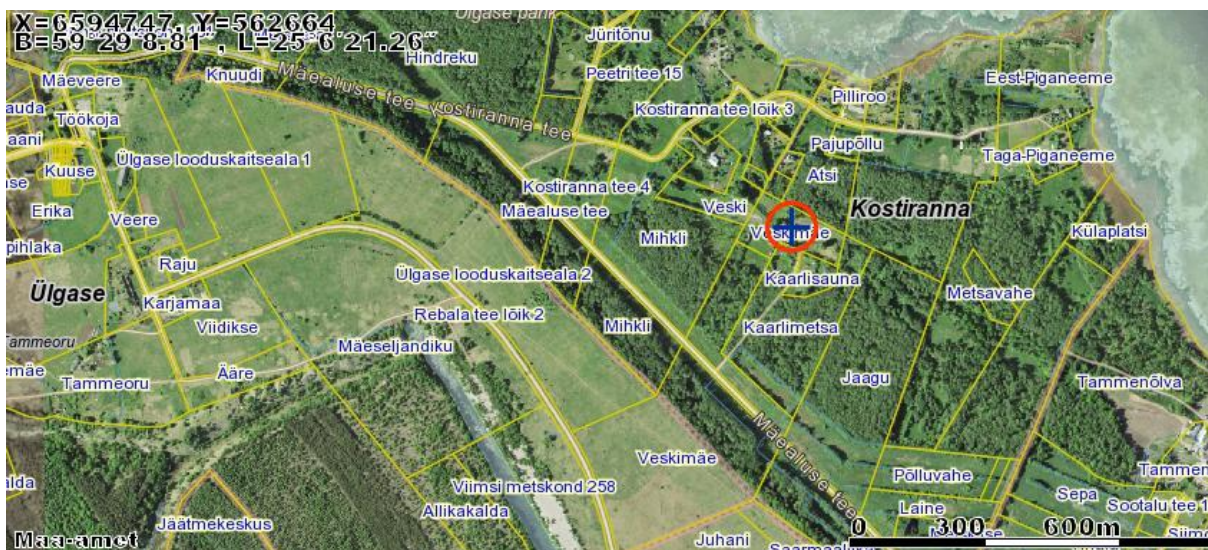 X=6594747, Y=562664
B=59°29'8.81", L=25°6'21.26"
Ülgase park
Jüritõnu
Hindreku
Peetri tee 15
Knuudi
Mäeveere
Mäealuse tee
Kostiranna tee
Kostiranna tee lõik 3
Pilliroo
Eest-Piganeeme
Töökoja
Pajupõllu
Taga-Piganeeme
Ülgase looduskaitseala 1
Kuuse
Atsi
Kostiranna tee 4
Veski
Kostiranna
Erika
Veere
Mäealuse tee
Mihkli
Veskimäe
Külaplatsi
Raju
Ülgase looduskaitseala 2
Kaarlisauna
Metsavahe
Ülgase
Karjamaa
Rebala tee lõik 2
Viidikse
Mihkli
Kaarlimetsa
Tammeoru
Mäeseljandiku
Ääre
Jaagu
Tammeoru
Tammenõlva
Mäealuse tee
Veskimäe
Põlluvahe
Viimsi metskond 258
Sepa
Allikakalda
Laine
Sootalu tee 1
Jäätmekeskus
Juhani
0 300 600m
Maa-amet